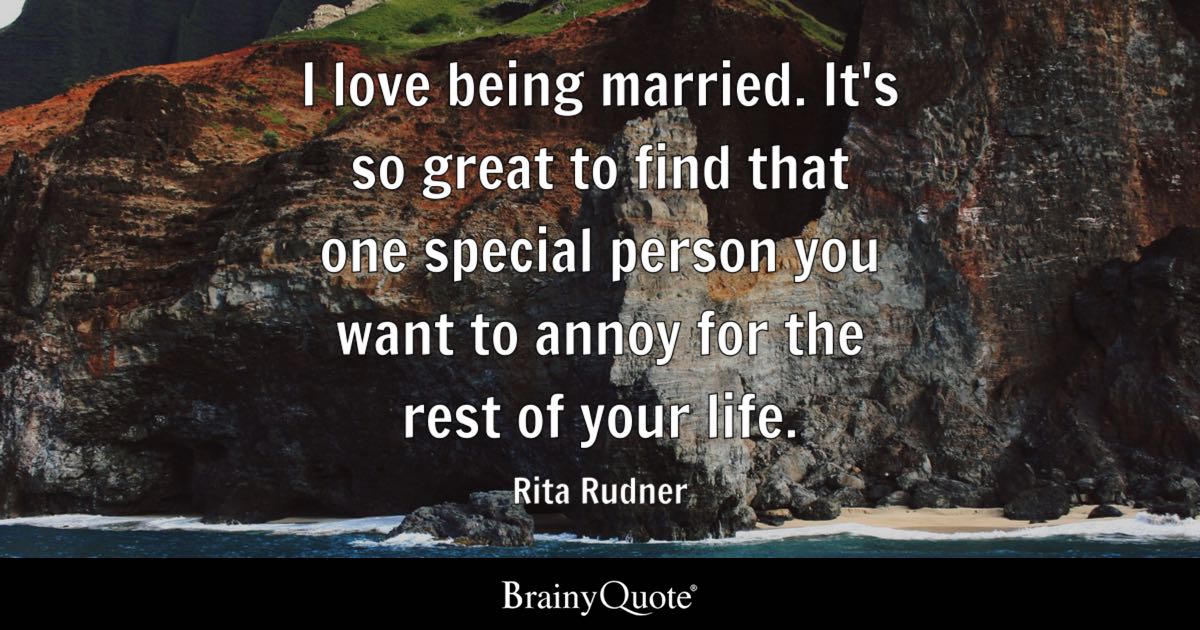 I love being married. It's
so great to find that
one special person you
want to annoy for the
rest of your life.
Rita Rudner
BrainyQuote®